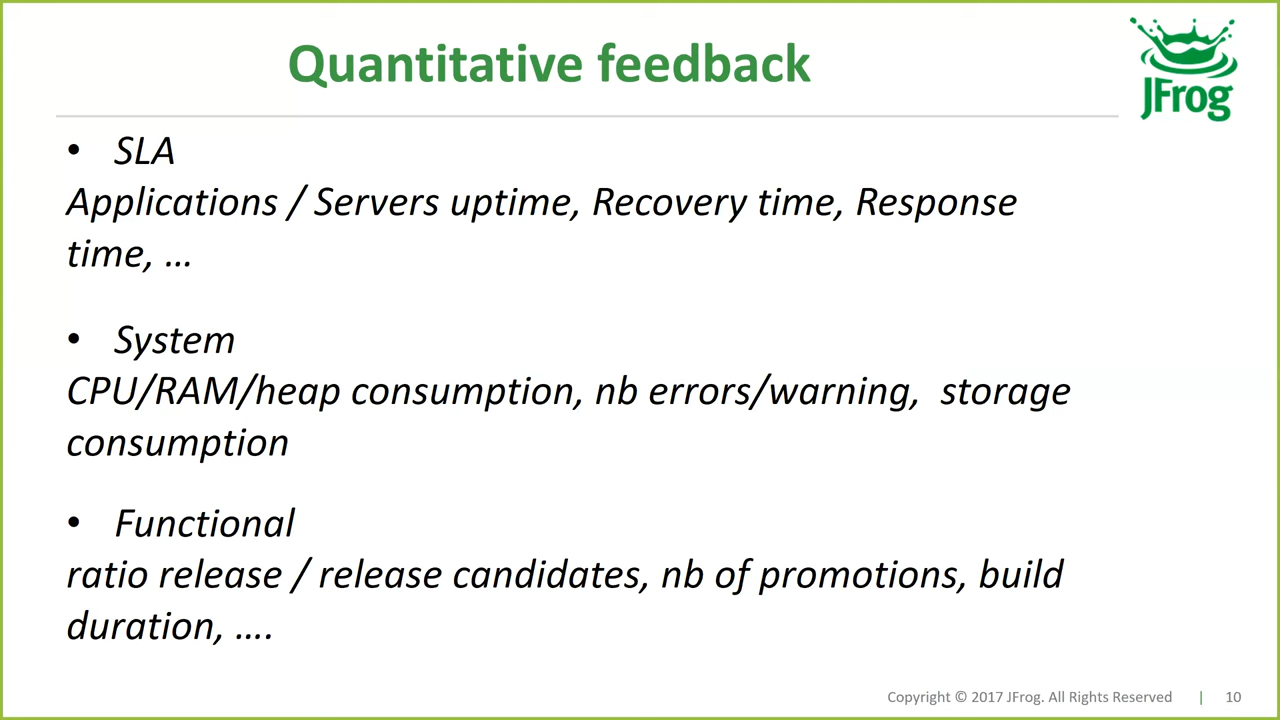 Quantitative feedback
JFrog
• SLA
Applications / Servers uptime, Recovery time, Response
time, …
• System
CPU/RAM/heap consumption, nb errors/warning,  storage
consumption
• Functional
ratio release / release candidates, nb of promotions, build
duration, ….
Copyright © 2017 JFrog. All Rights Reserved | 10